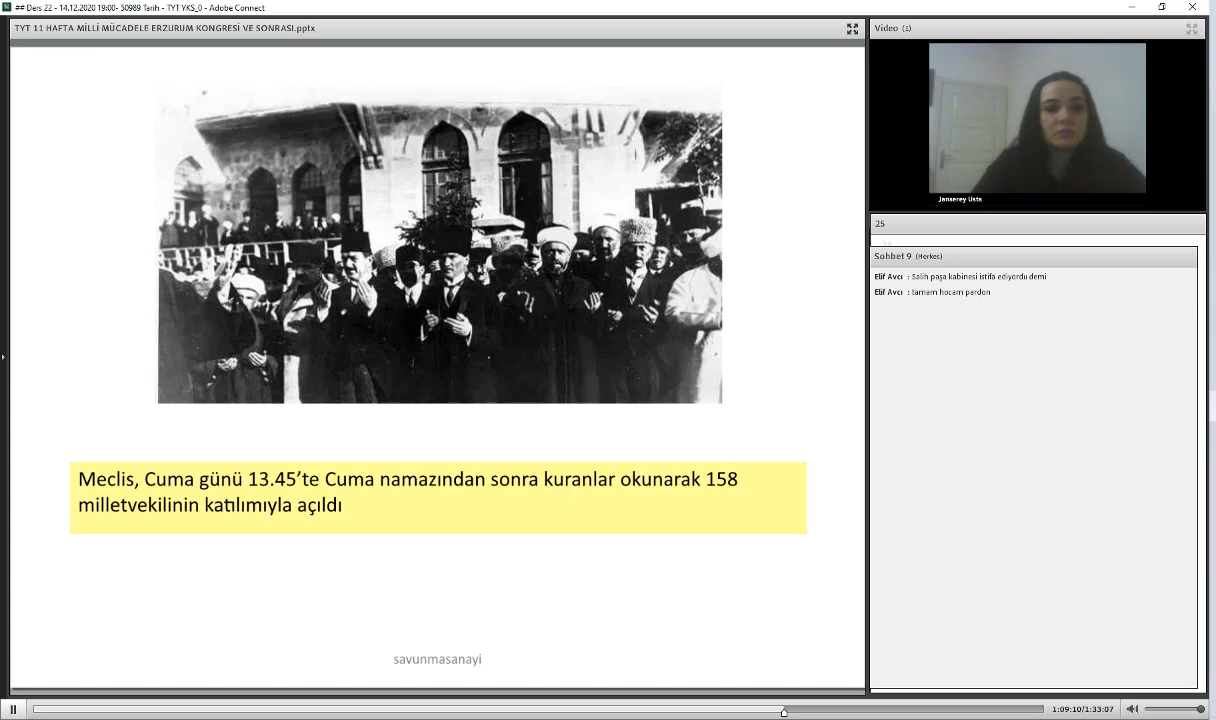 ## Ders 22 - 14.12.2020 19:00- 50989 Tarih - TYT YKS_0 - Adobe Connect
TYT 11 HAFTA MİLLİ MÜCADELE ERZURUM KONGRESİ VE SONRASI.pptx
Meclis, Cuma günü 13.45’te Cuma namazından sonra kuranlar okunarak 158
milletvekilinin katılımıyla açıldı
savunmasanayi
Video (1)
Janserey Usta
25
Sohbet 9 (Herkes)
Elif Avcı : Salih paşa kabinesi istifa ediyordu demi
Elif Avcı : tamam hocam pardon
1:09:10/1:33:07